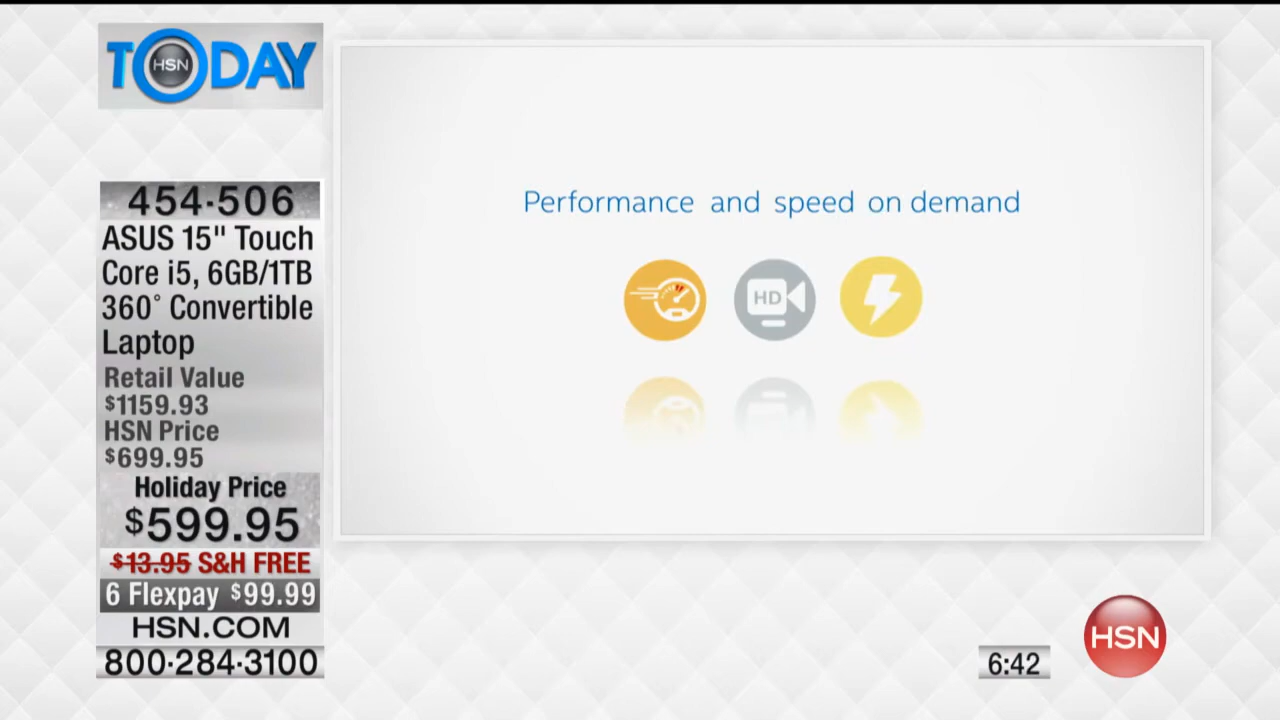 TODAY
HSN
454-506
ASUS 15" Touch
Core i5, 6GB/1TB
360° Convertible
Laptop
Retail Value
$1159.93
HSN Price
$699.95
Holiday Price
$599.95
$13.95 S&H FREE
6 Flexpay $99.99
HSN.COM
800-284-3100
Performance and speed on demand
HD
6:42
HSN